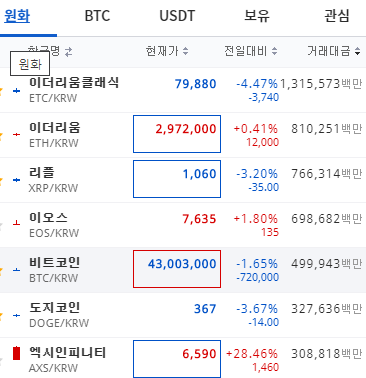 원화 BTC USDT 보유 관심
한글명 현재가 전일대비 거래대금
원화
이더리움클래식 79,880 -4.47% 1,315,573백만
ETC/KRW -3,740
이더리움 2,972,000 +0.41% 810,251백만
ETH/KRW 12,000
리플 1,060 -3.20% 766,314백만
XRP/KRW -35.00
이오스 7,635 +1.80% 698,682백만
EOS/KRW 135
비트코인 43,003,000 -1.65% 499,943백만
BTC/KRW -720,000
도지코인 367 -3.67% 327,636백만
DOGE/KRW -14.00
엑시인피니티 6,590 +28.46% 308,818백만
AXS/KRW 1,460